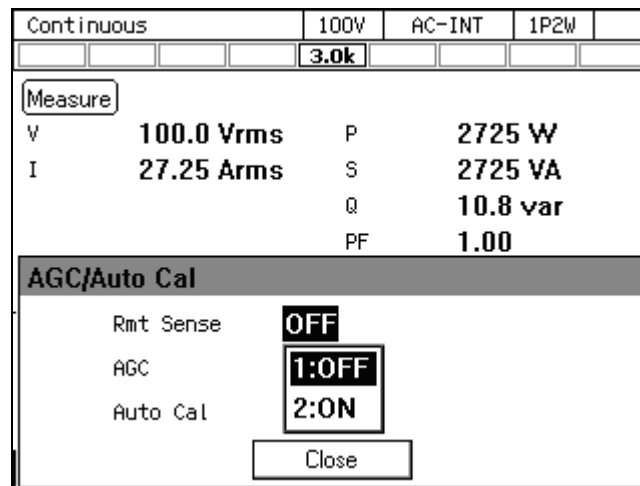 Continuous 100V AC-INT 1P2W
3.0k
Measure
V 100.0 Vrms P 2725 W
I 27.25 Arms S 2725 VA
Q 10.8 var
PF 1.00
AGC/Auto Cal
Rmt Sense OFF
AGC 1:OFF
Auto Cal 2:ON
Close